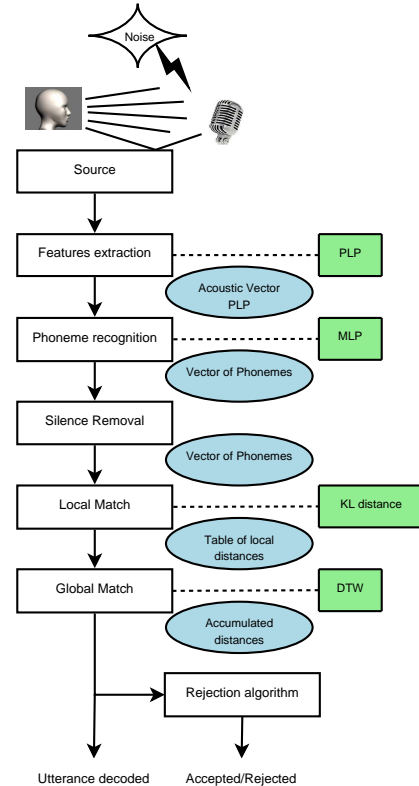 Noise
Source
Features extraction
PLP
Acoustic Vector
PLP
Phoneme recognition
MLP
Vector of Phonemes
Silence Removal
Vector of Phonemes
Local Match
KL distance
Table of local
distances
Global Match
DTW
Accumulated
distances
Rejection algorithm
Utterance decoded
Accepted/Rejected